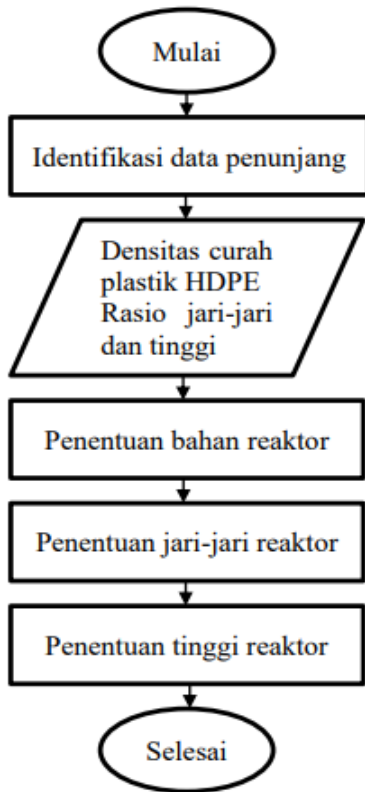 Mulai
Identifikasi data penunjang
Densitas curah
plastik HDPE
Rasio jari-jari
dan tinggi
Penentuan bahan reaktor
Penentuan jari-jari reaktor
Penentuan tinggi reaktor
Selesai